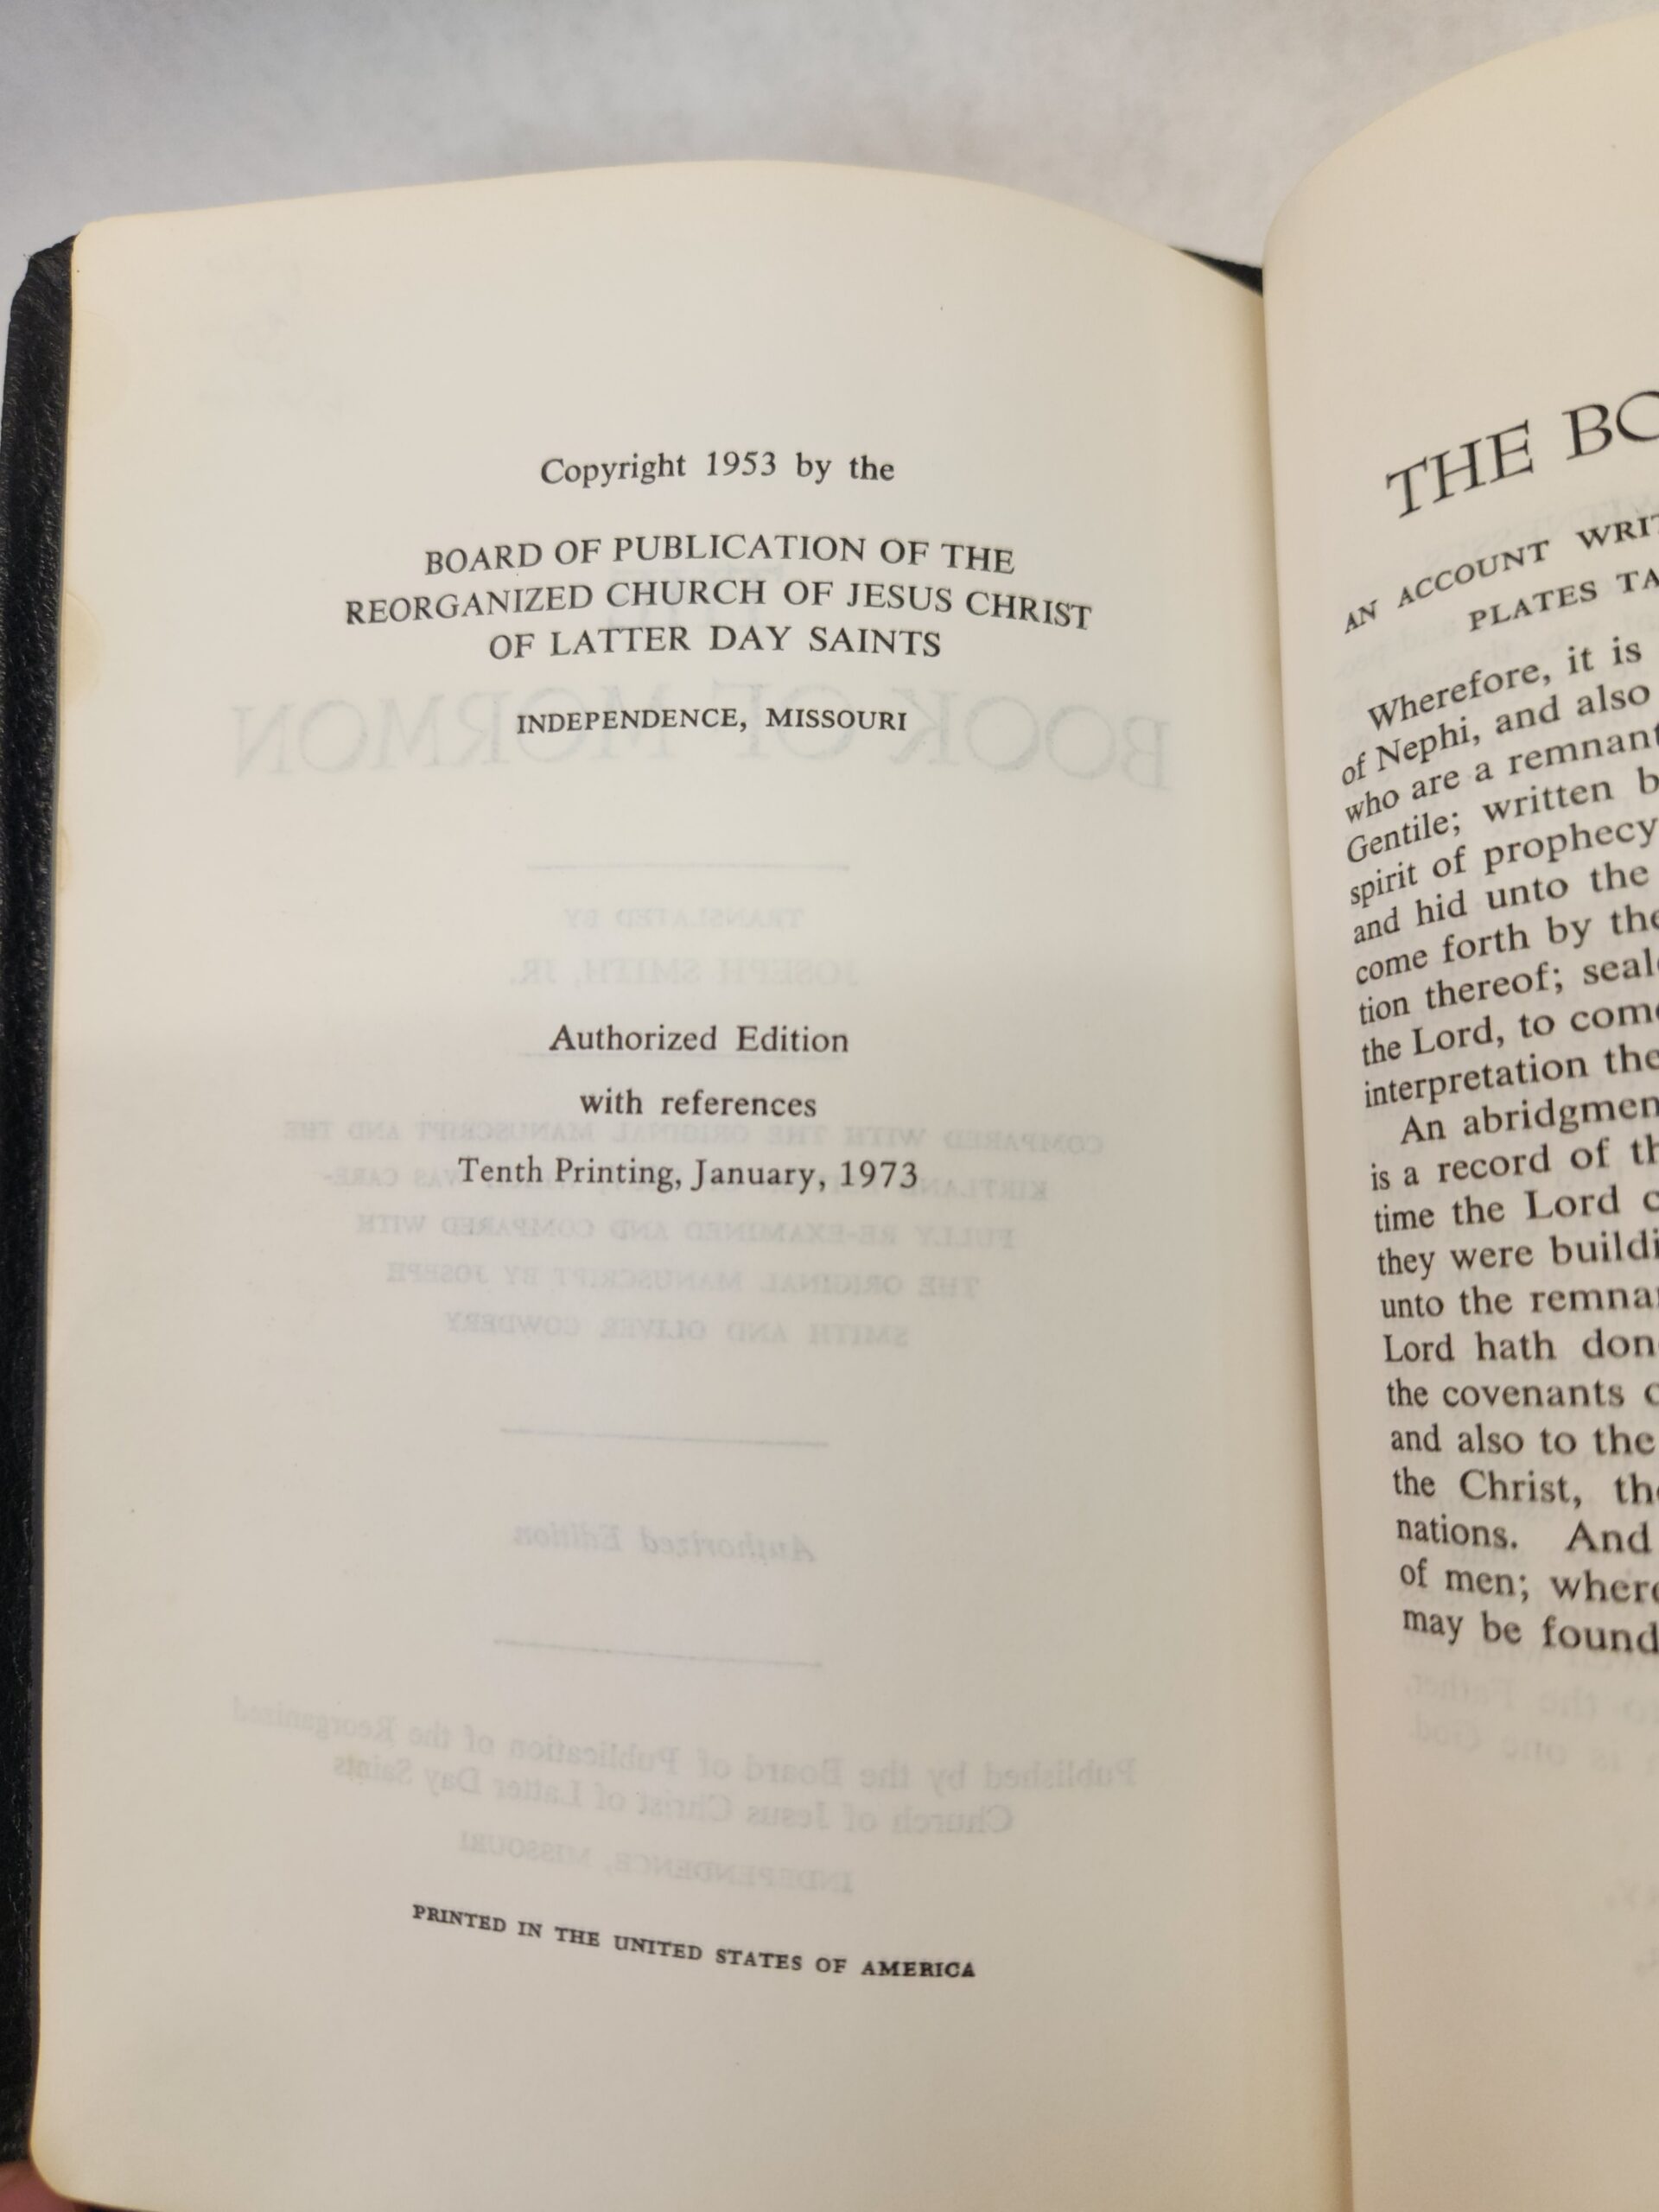 Copyright 1953 by the
BOARD OF PUBLICATION OF THE
REORGANIZED CHURCH OF JESUS CHRIST
OF LATTER DAY SAINTS
INDEPENDENCE, MISSOURI
Authorized Edition
with references
Tenth Printing, January, 1973
PRINTED IN THE UNITED STATES OF AMERICA
THE BO
AN ACCOUNT WRIT
PLATES TA
Wherefore, it is
of Nephi, and also
who are a remnant
Gentile; written b
spirit of prophecy
and hid unto the
come forth by the
tion thereof; seal
the Lord, to come
interpretation the
An abridgmen
is a record of th
time the Lord c
they were buildi
unto the remna
Lord hath don
the covenants o
and also to the
the Christ, the
nations. And
of men; where
may be found